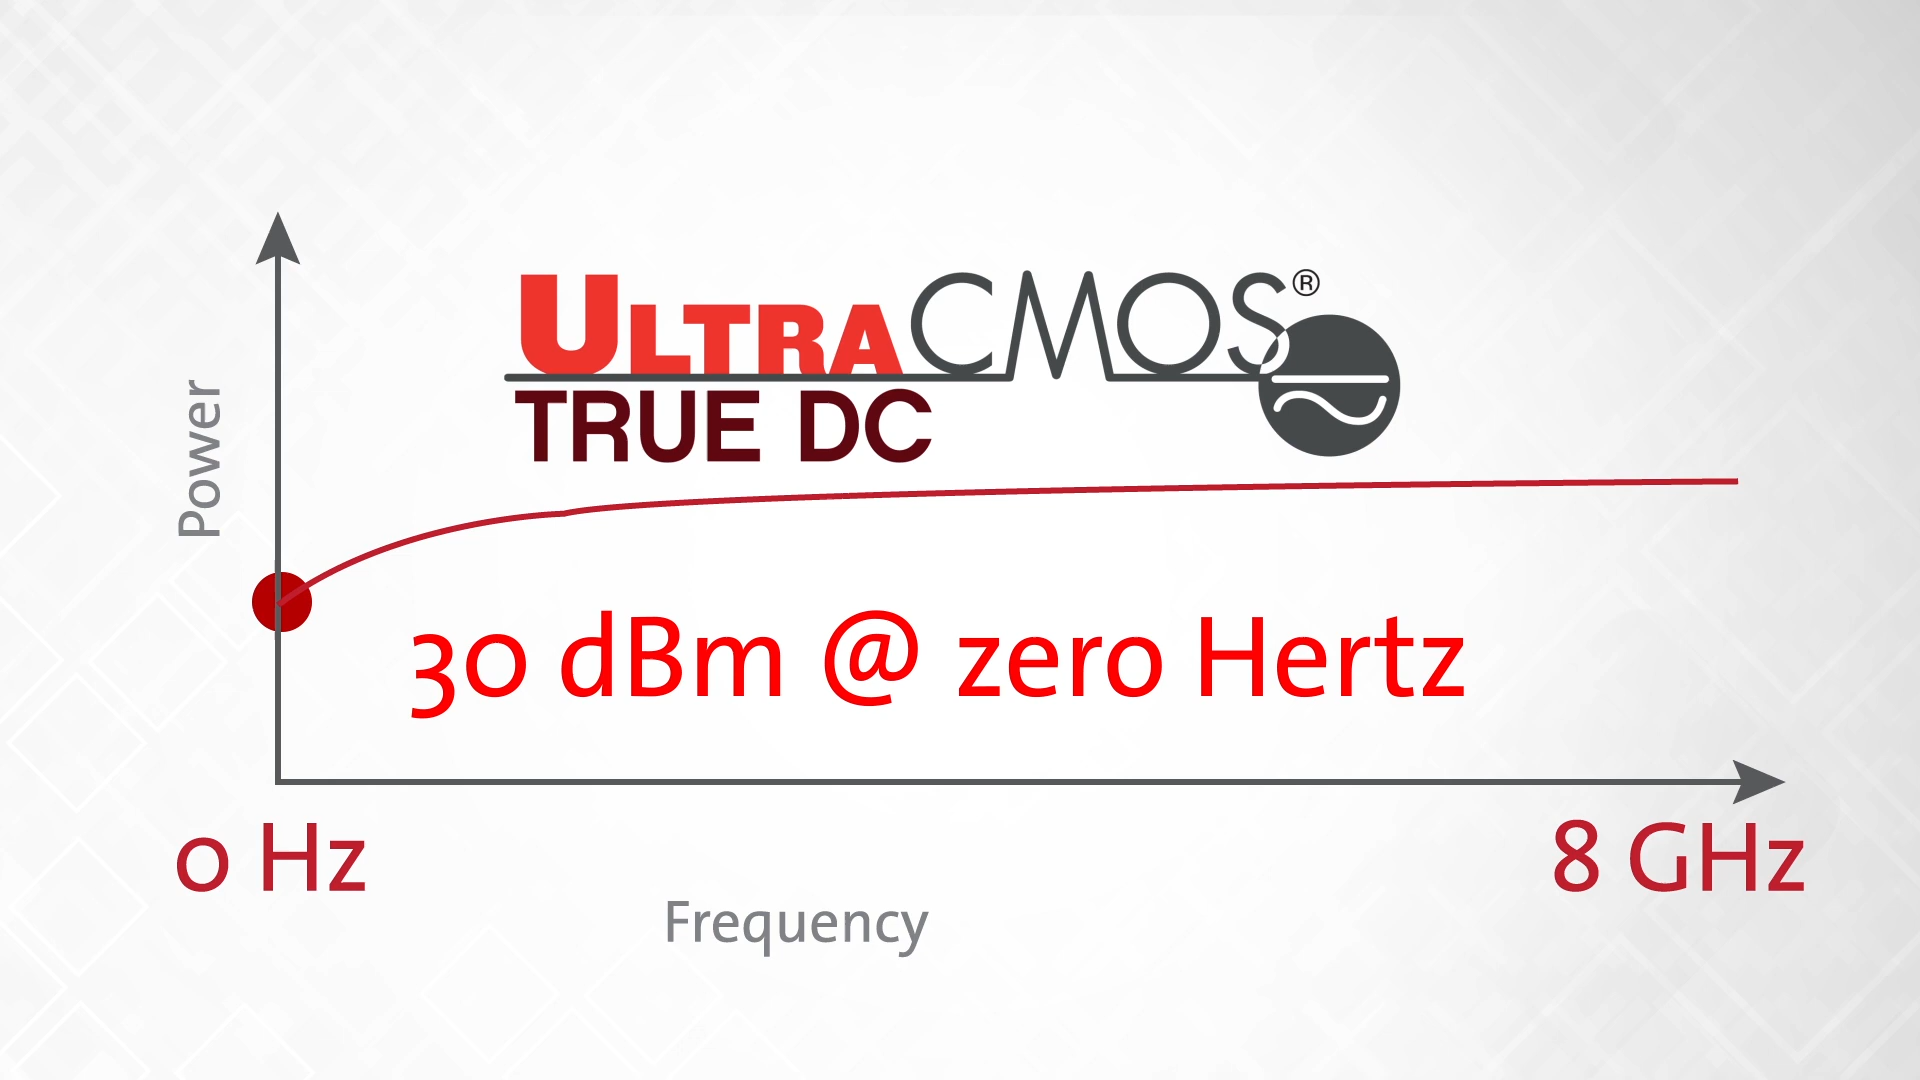 ULTRACMOS®
TRUE DC
Power
30 dBm @ zero Hertz
0 Hz
8 GHz
Frequency